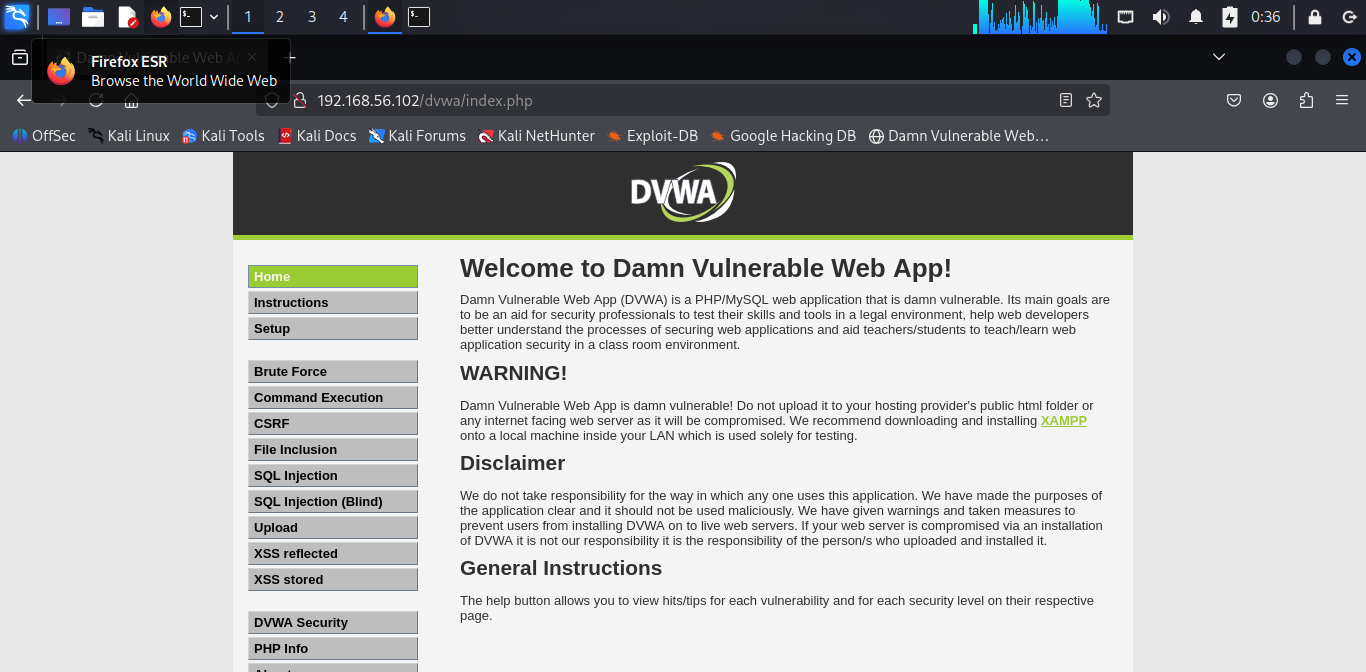 1 2 3 4 0:36
Damn Vulnerable Web Ap
Firefox ESR
Browse the World Wide Web
192.168.56.102/dvwa/index.php
OffSec Kali Linux Kali Tools Kali Docs Kali Forums Kali NetHunter Exploit-DB Google Hacking DB Damn Vulnerable Web…
DVWA
Home
Instructions
Setup
Brute Force
Command Execution
CSRF
File Inclusion
SQL Injection
SQL Injection (Blind)
Upload
XSS reflected
XSS stored
DVWA Security
PHP Info
Welcome to Damn Vulnerable Web App!
Damn Vulnerable Web App (DVWA) is a PHP/MySQL web application that is damn vulnerable. Its main goals are
to be an aid for security professionals to test their skills and tools in a legal environment, help web developers
better understand the processes of securing web applications and aid teachers/students to teach/learn web
application security in a class room environment.
WARNING!
Damn Vulnerable Web App is damn vulnerable! Do not upload it to your hosting provider's public html folder or
any internet facing web server as it will be compromised. We recommend downloading and installing XAMPP
onto a local machine inside your LAN which is used solely for testing.
Disclaimer
We do not take responsibility for the way in which any one uses this application. We have made the purposes of
the application clear and it should not be used maliciously. We have given warnings and taken measures to
prevent users from installing DVWA on to live web servers. If your web server is compromised via an installation
of DVWA it is not our responsibility it is the responsibility of the person/s who uploaded and installed it.
General Instructions
The help button allows you to view hits/tips for each vulnerability and for each security level on their respective
page.